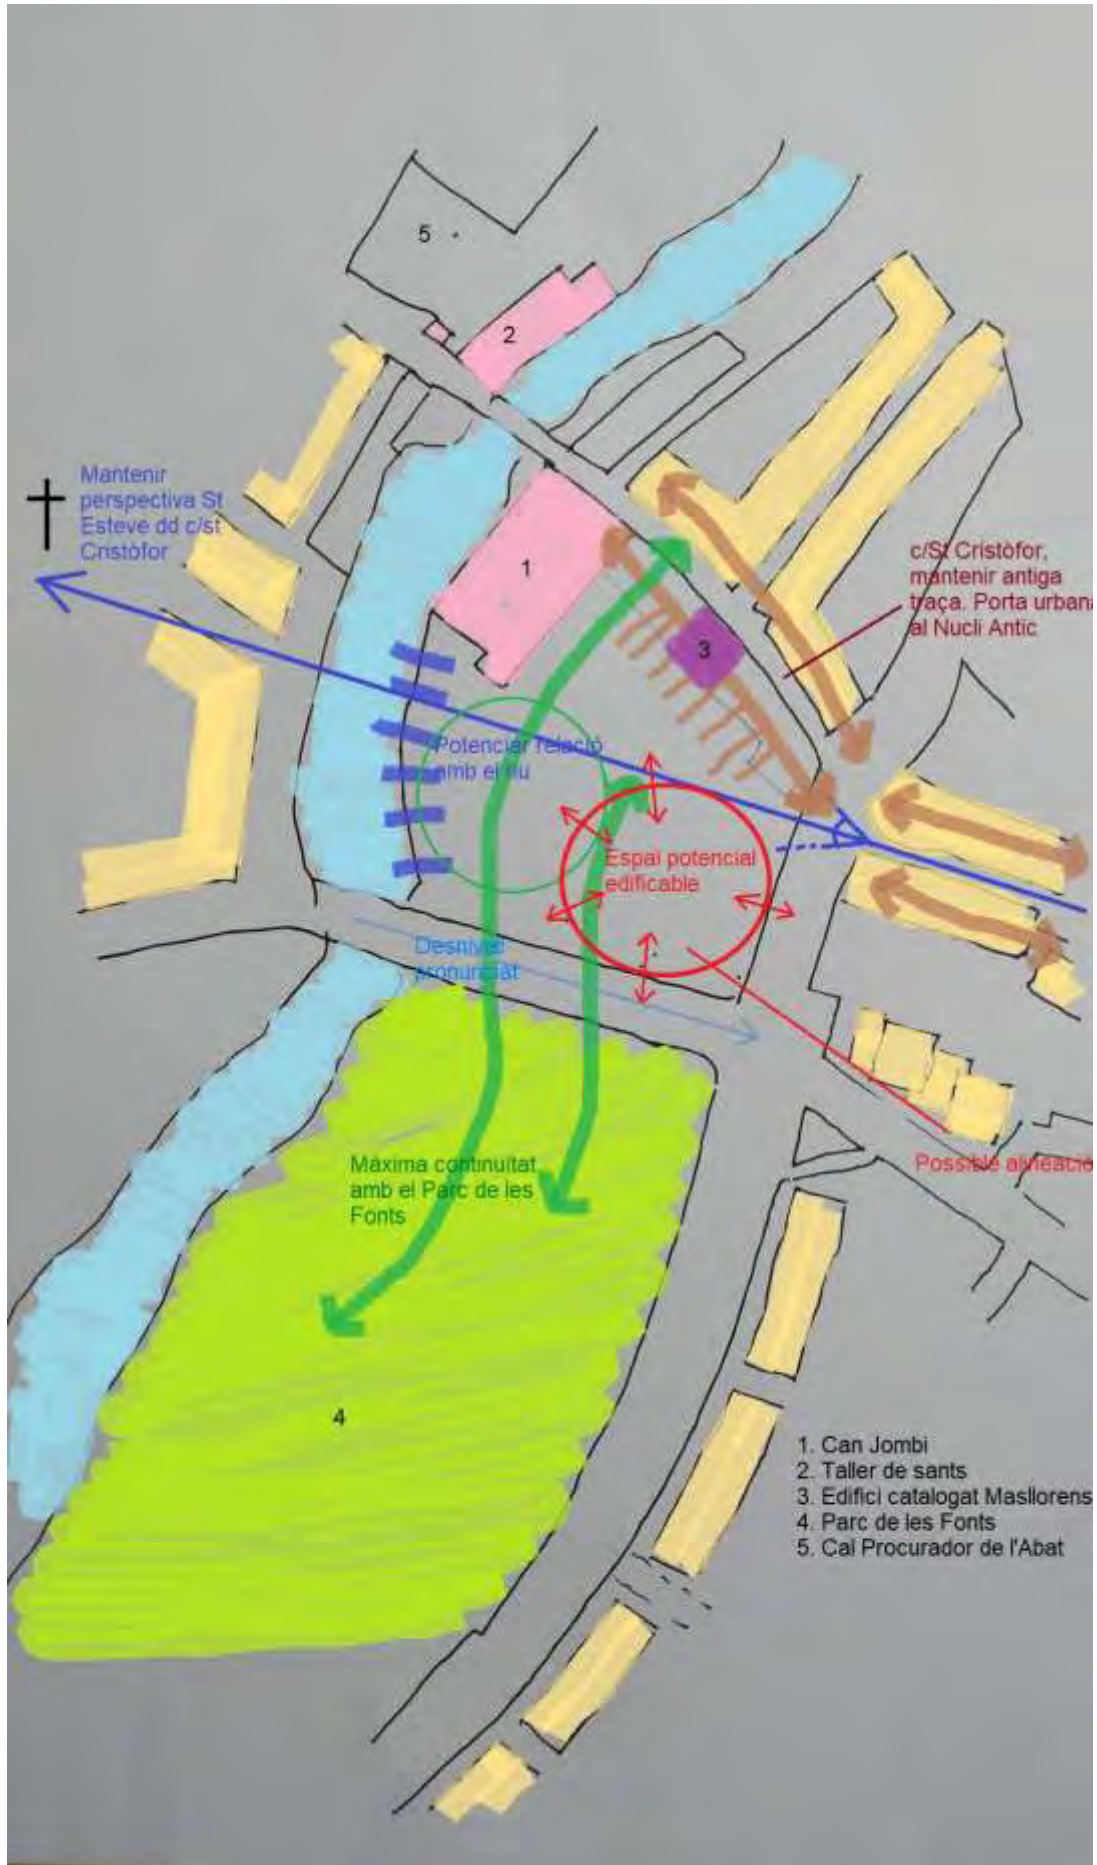 5
2
Mantenir
perspectiva St
Esteve dd c/st
Cristòfor
1
c/St Cristòfor,
mantenir antiga
traça. Porta urbana
al Nucli Antic
3
Potenciar relació
amb el riu
Espai potencial
edificable
Desnivell
pronunciat
Màxima continuïtat
amb el Parc de les
Fonts
Possible alineació
4
1. Can Jombi
2. Taller de sants
3. Edifici catalogat Masllorens
4. Parc de les Fonts
5. Cal Procurador de l'Abat